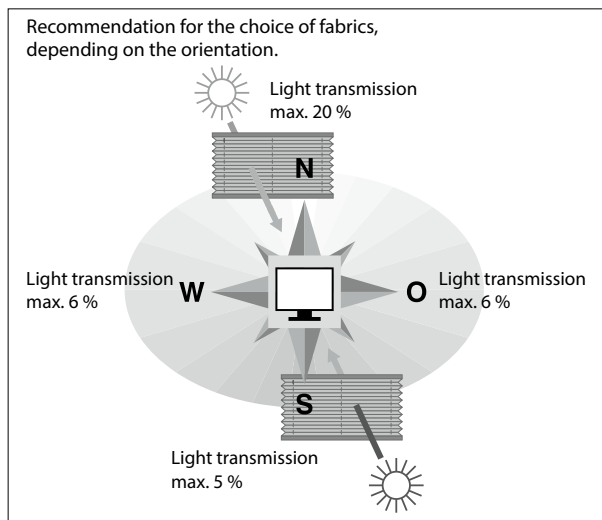 Recommendation for the choice of fabrics,
depending on the orientation.
Light transmission
max. 20 %
N
Light transmission
max. 6 %
W
O
Light transmission
max. 6 %
S
Light transmission
max. 5 %